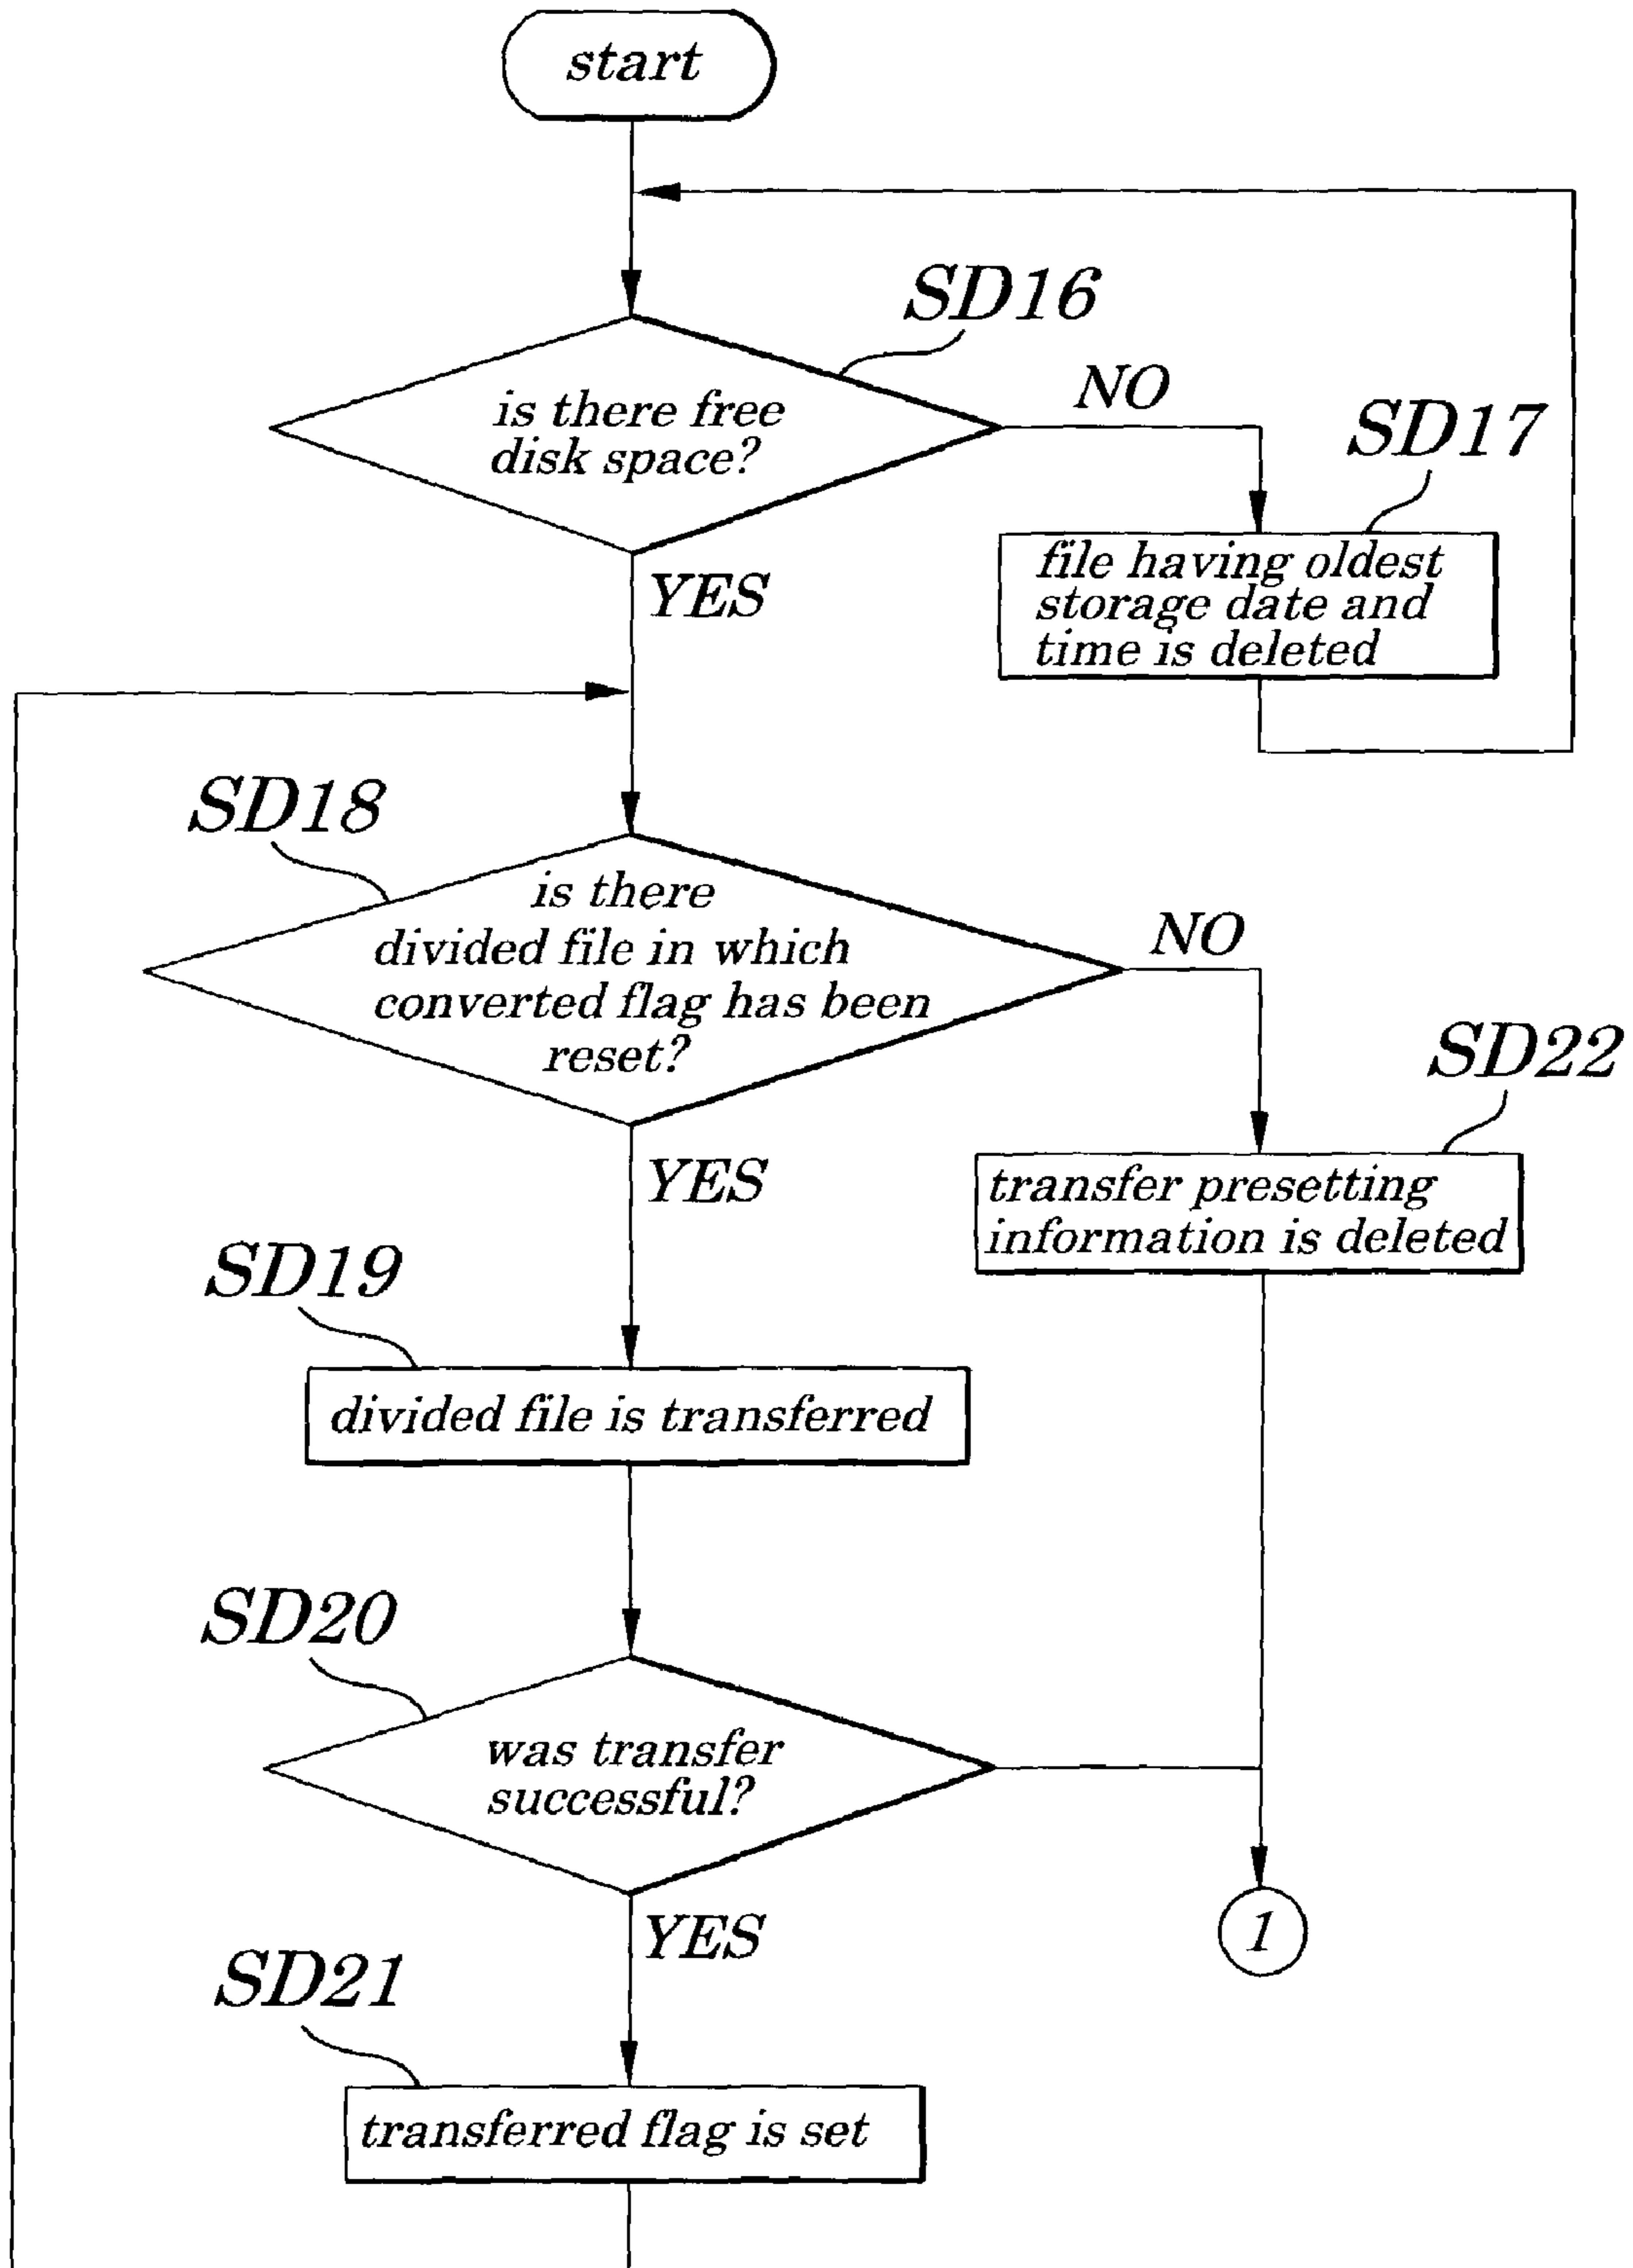 start
SD16
is there free
disk space?
NO
SD17
file having oldest
storage date and
time is deleted
YES
SD18
is there
divided file in which
converted flag has been
reset?
NO
SD22
transfer presetting
information is deleted
YES
SD19
divided file is transferred
SD20
was transfer
successful?
1
YES
SD21
transferred flag is set